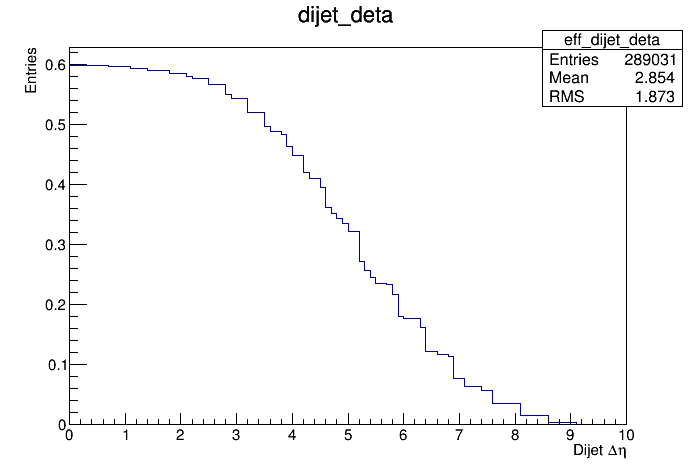 dijet_deta
eff_dijet_deta
Entries 289031
Mean 2.854
RMS 1.873
Entries
0.6
0.5
0.4
0.3
0.2
0.1
0
0 1 2 3 4 5 6 7 8 9 10
Dijet Δη